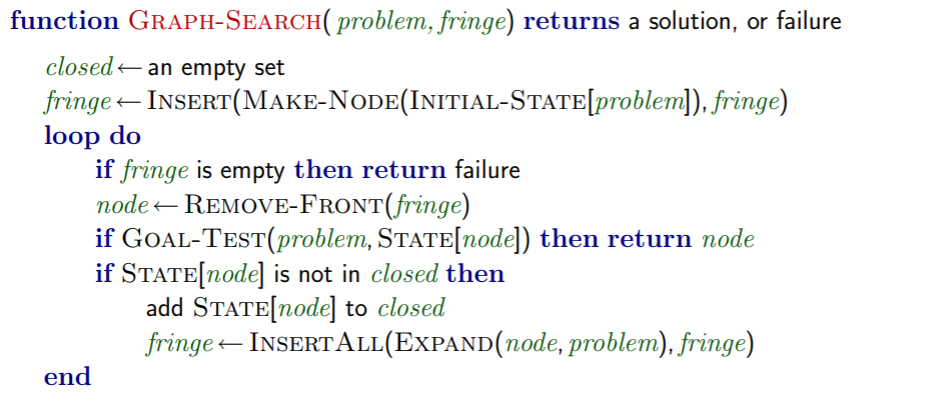 function GRAPH-SEARCH( problem, fringe) returns a solution, or failure
closed ← an empty set
fringe ← INSERT(MAKE-NODE(INITIAL-STATE[problem]), fringe)
loop do
if fringe is empty then return failure
node ← REMOVE-FRONT(fringe)
if GOAL-TEST(problem, STATE[node]) then return node
if STATE[node] is not in closed then
add STATE[node] to closed
fringe ← INSERTALL(EXPAND(node, problem), fringe)
end